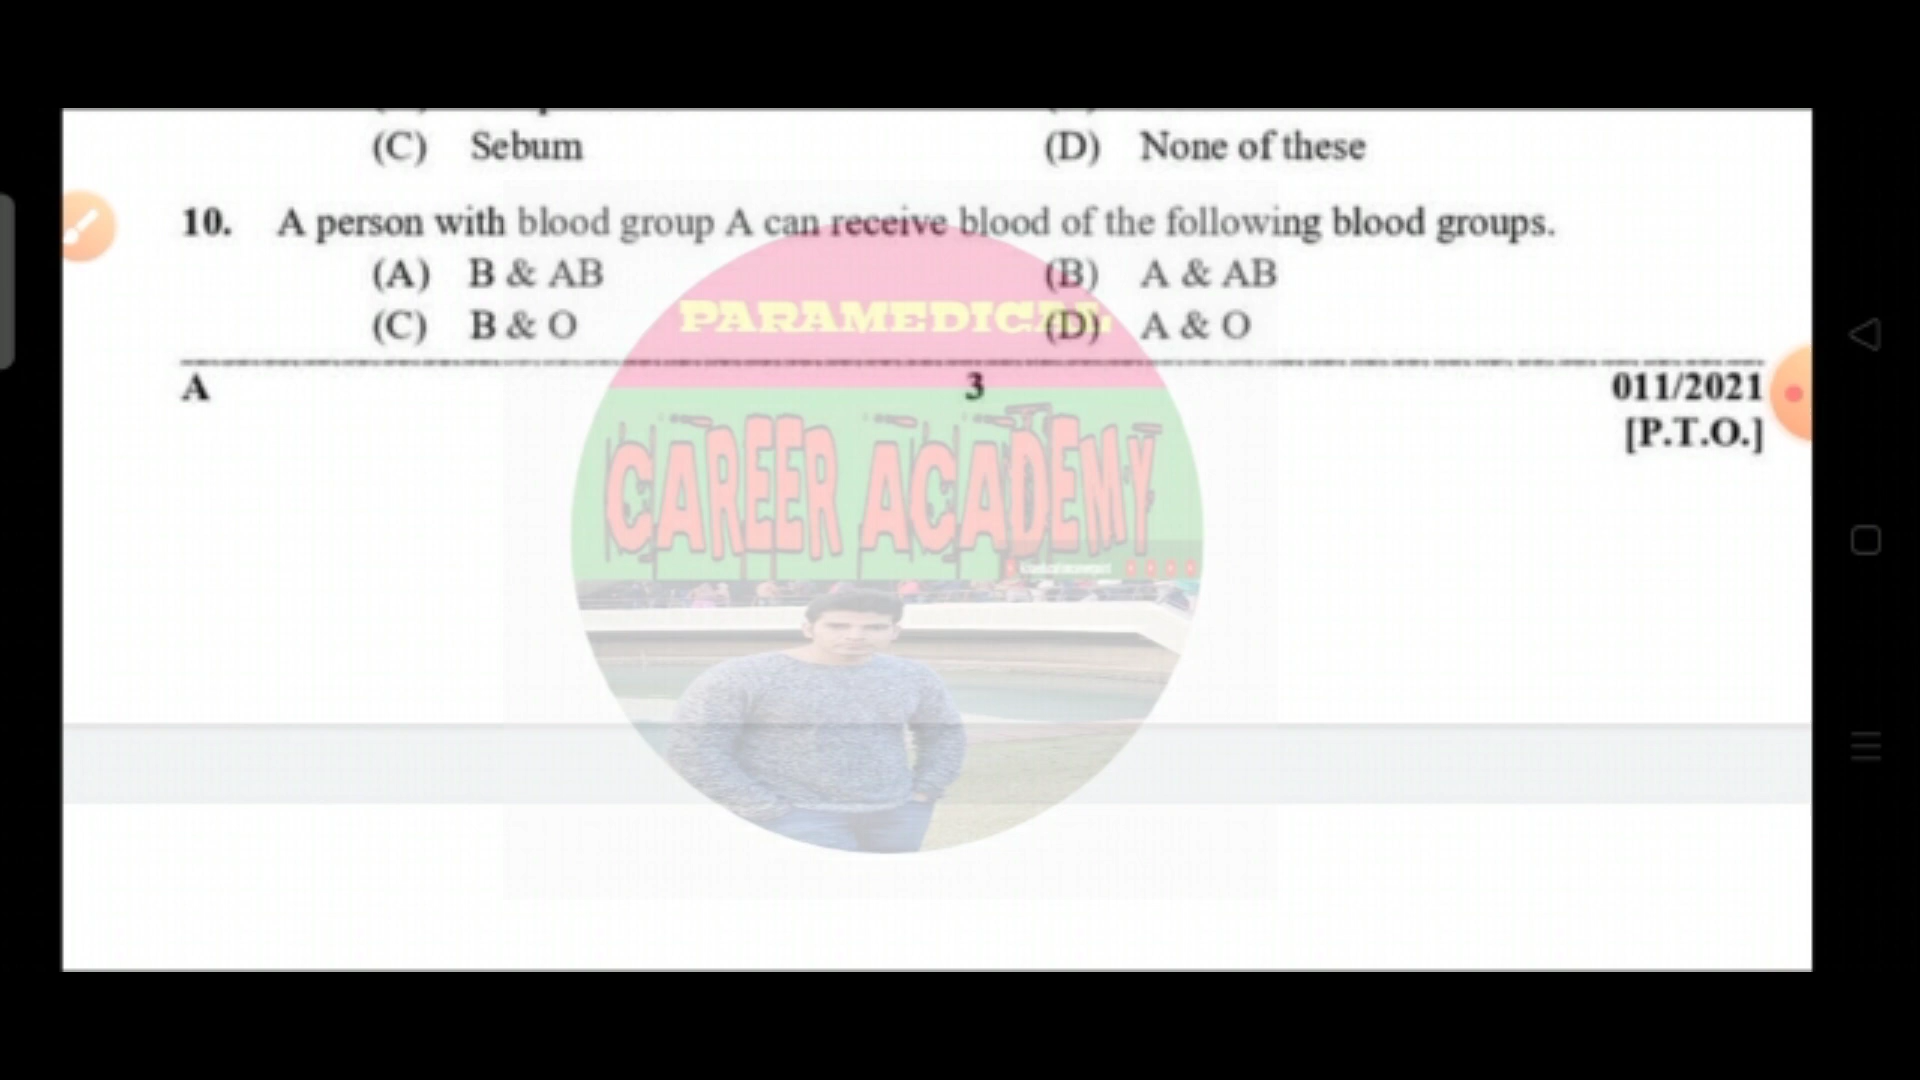 (C) Sebum (D) None of these
10. A person with blood group A can receive blood of the following blood groups.
(A) B & AB (B) A & AB
(C) B & O (D) A & O
PARAMEDICAL
A 3 011/2021
[P.T.O.]
CAREER ACADEMY